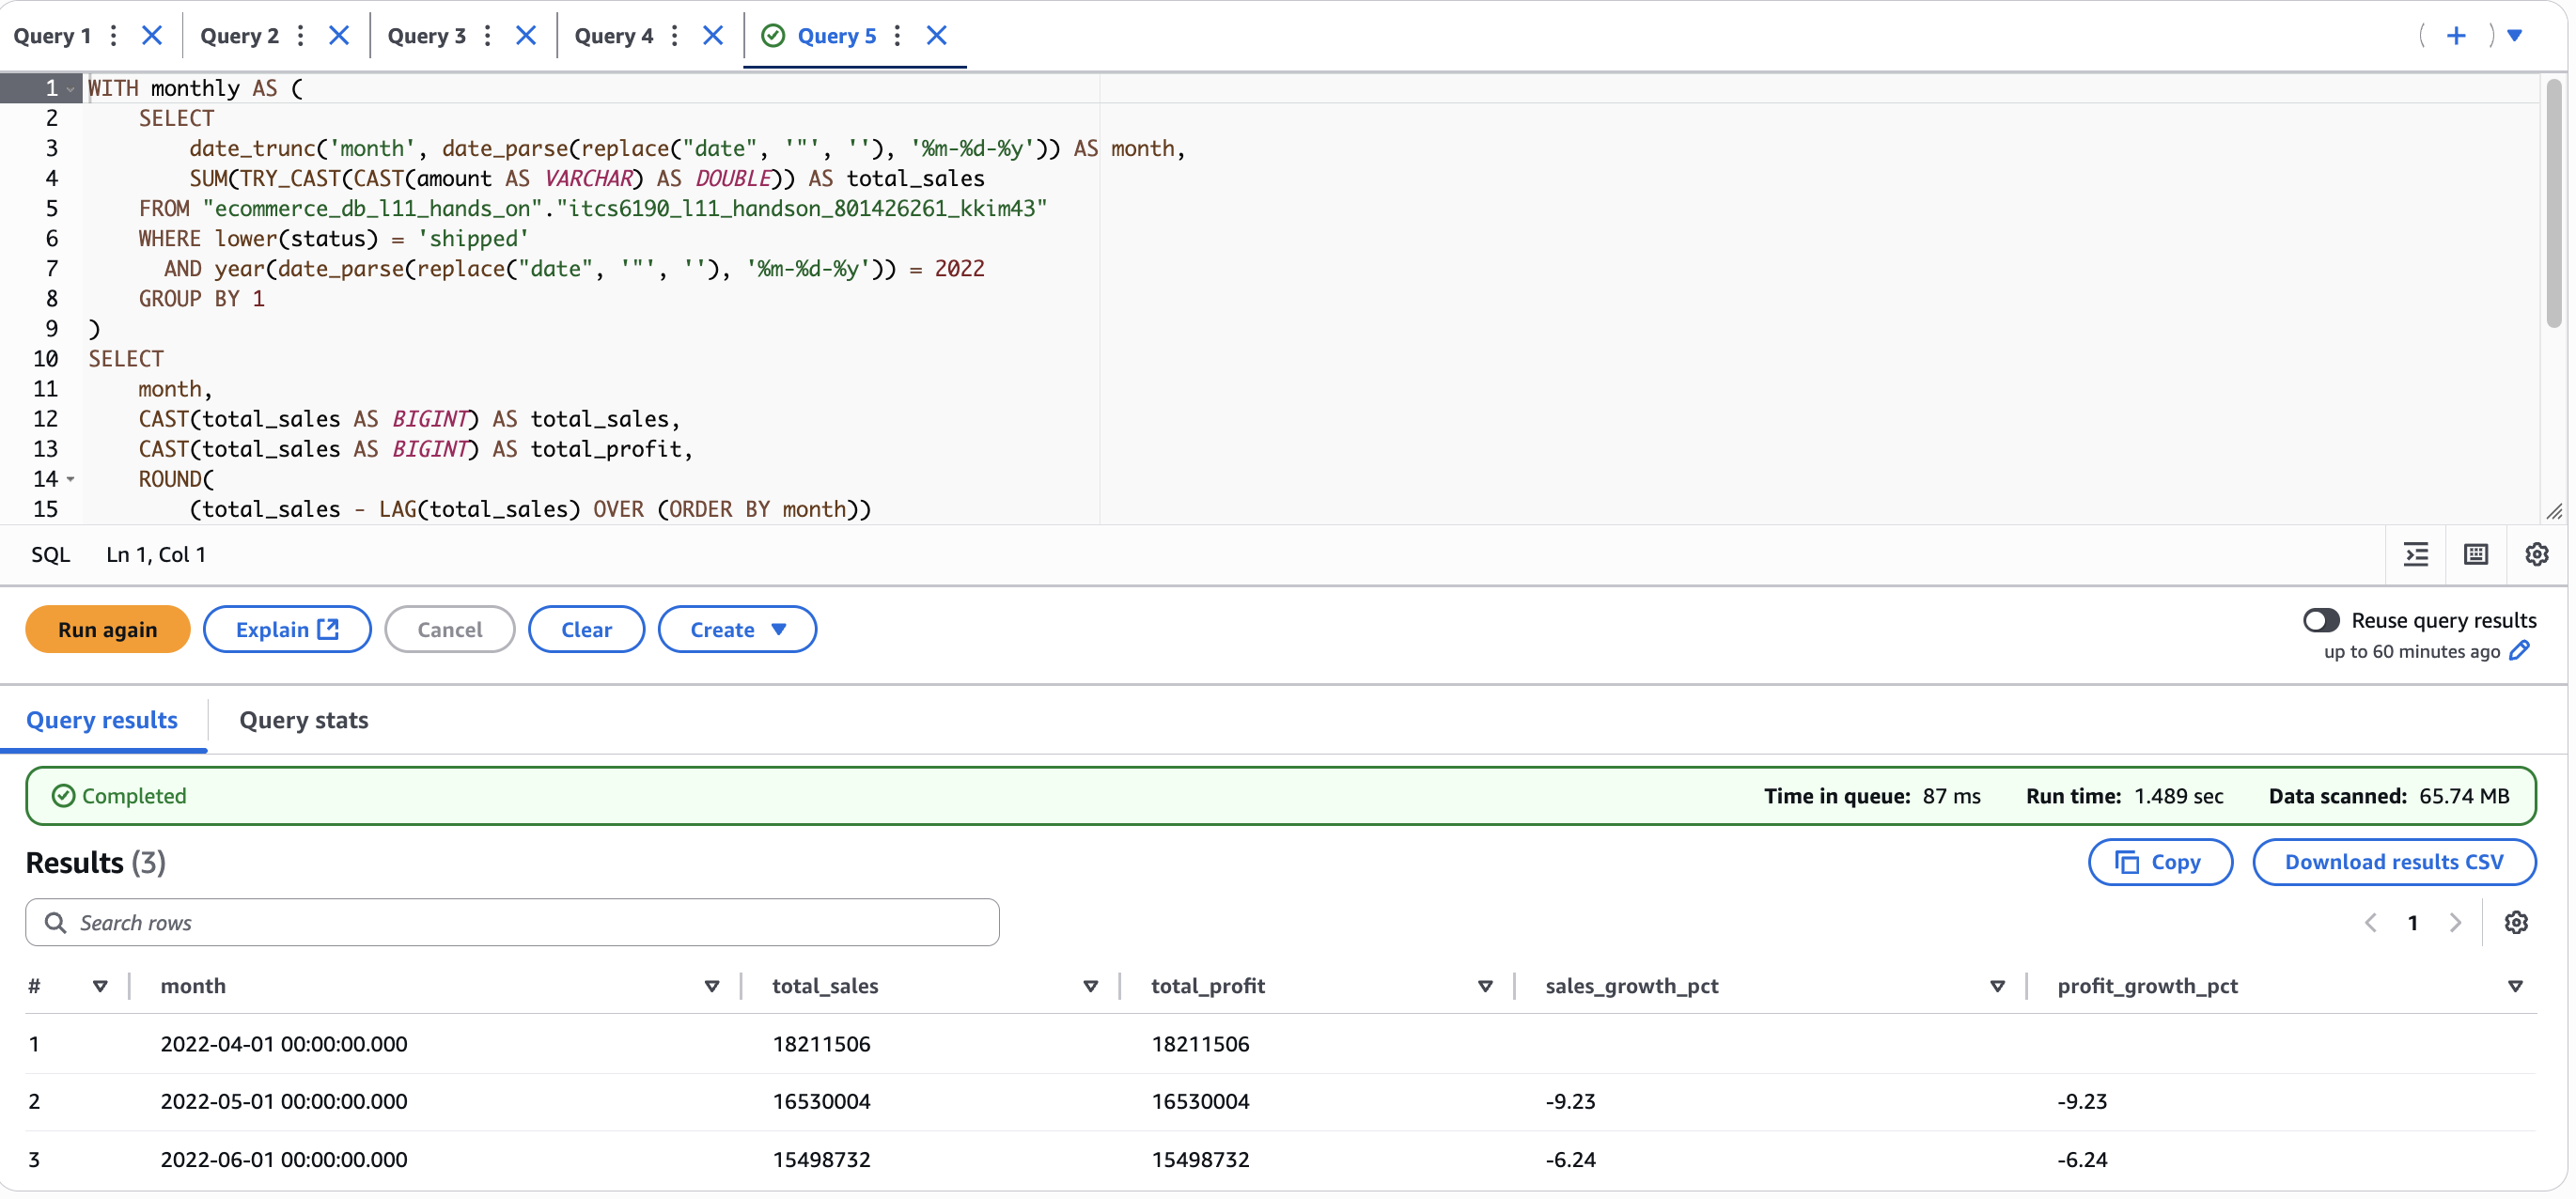 Query 1 Query 2 Query 3 Query 4 Query 5
1 WITH monthly AS (
2 SELECT
3 date_trunc('month', date_parse(replace("date", '"', ''), '%m-%d-%y')) AS month,
4 SUM(TRY_CAST(CAST(amount AS VARCHAR) AS DOUBLE)) AS total_sales
5 FROM "ecommerce_db_l11_hands_on"."itcs6190_l11_handson_801426261_kkim43"
6 WHERE lower(status) = 'shipped'
7 AND year(date_parse(replace("date", '"', ''), '%m-%d-%y')) = 2022
8 GROUP BY 1
9 )
10 SELECT
11 month,
12 CAST(total_sales AS BIGINT) AS total_sales,
13 CAST(total_sales AS BIGINT) AS total_profit,
14 ROUND(
15 (total_sales - LAG(total_sales) OVER (ORDER BY month))
SQL Ln 1, Col 1
Run again Explain Cancel Clear Create Reuse query results
up to 60 minutes ago
Query results Query stats
Completed Time in queue: 87 ms Run time: 1.489 sec Data scanned: 65.74 MB
Results (3) Copy Download results CSV
Search rows 1
# month total_sales total_profit sales_growth_pct profit_growth_pct
1 2022-04-01 00:00:00.000 18211506 18211506
2 2022-05-01 00:00:00.000 16530004 16530004 -9.23 -9.23
3 2022-06-01 00:00:00.000 15498732 15498732 -6.24 -6.24